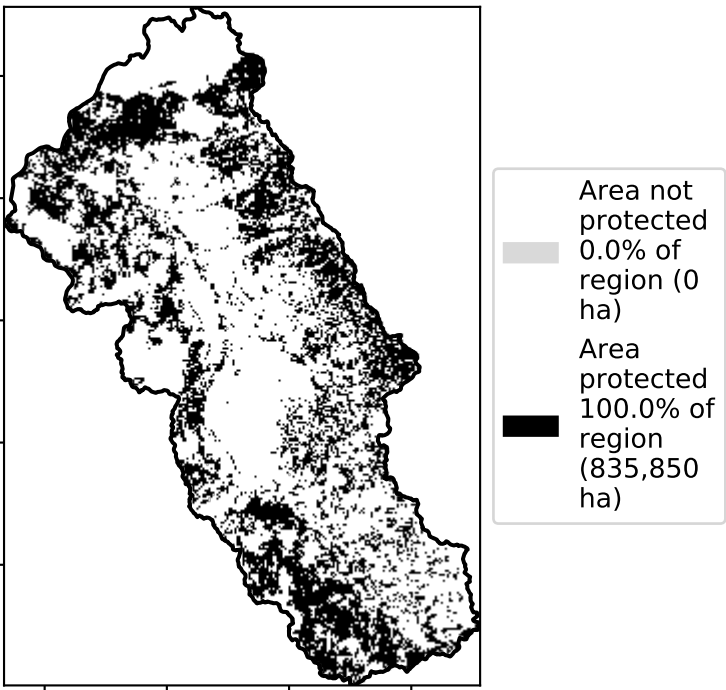 Area not
protected
0.0% of
region (0
ha)
Area
protected
100.0% of
region
(835,850
ha)